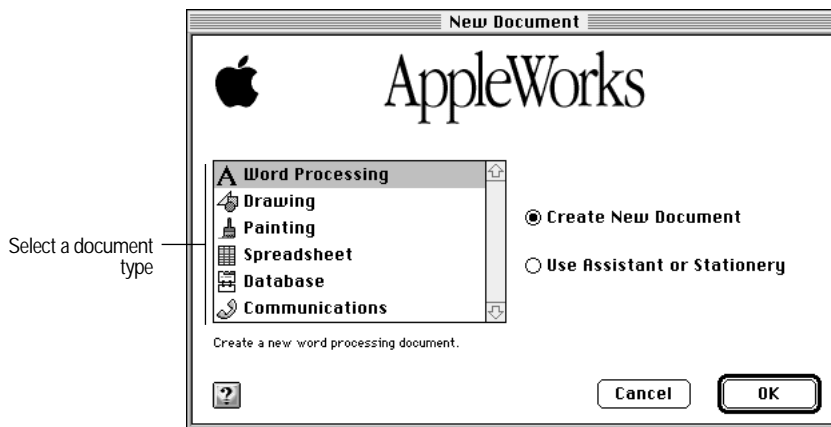 New Document
AppleWorks
Word Processing
Drawing
Painting
Spreadsheet
Database
Communications
Create New Document
Use Assistant or Stationery
Select a document
type
Create a new word processing document.
?
Cancel
OK